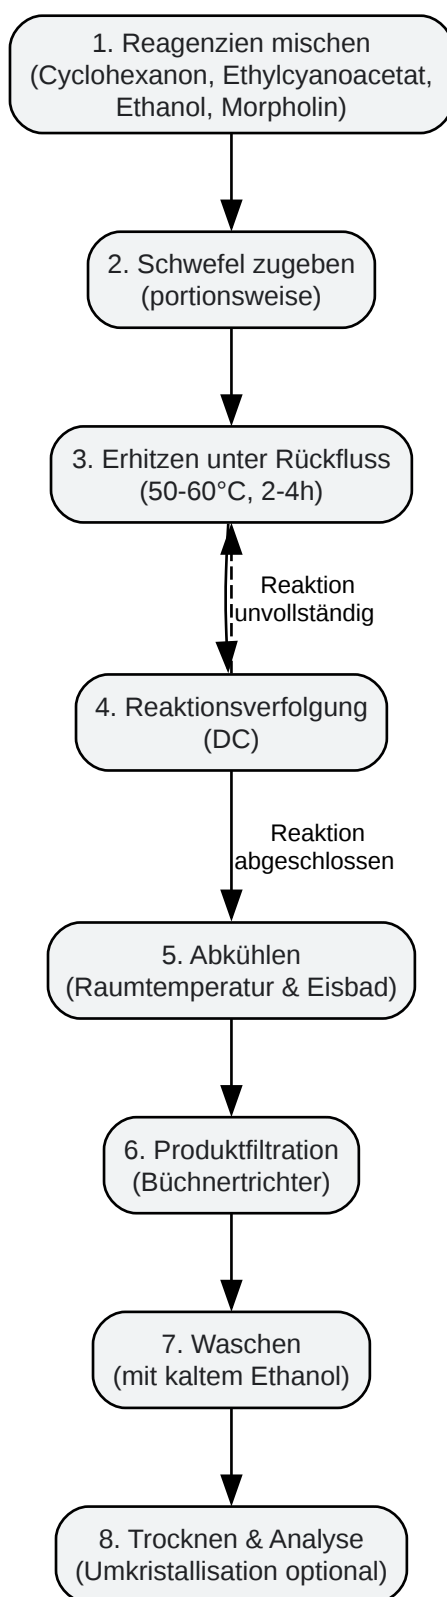 1. Reagenzien mischen
(Cyclohexanon, Ethylcyanoacetat,
Ethanol, Morpholin)
2. Schwefel zugeben
(portionsweise)
3. Erhitzen unter Rückfluss
(50-60°C, 2-4h)
Reaktion
unvollständig
4. Reaktionsverfolgung
(DC)
Reaktion
abgeschlossen
5. Abkühlen
(Raumtemperatur & Eisbad)
6. Produktfiltration
(Büchnertrichter)
7. Waschen
(mit kaltem Ethanol)
8. Trocknen & Analyse
(Umkristallisation optional)